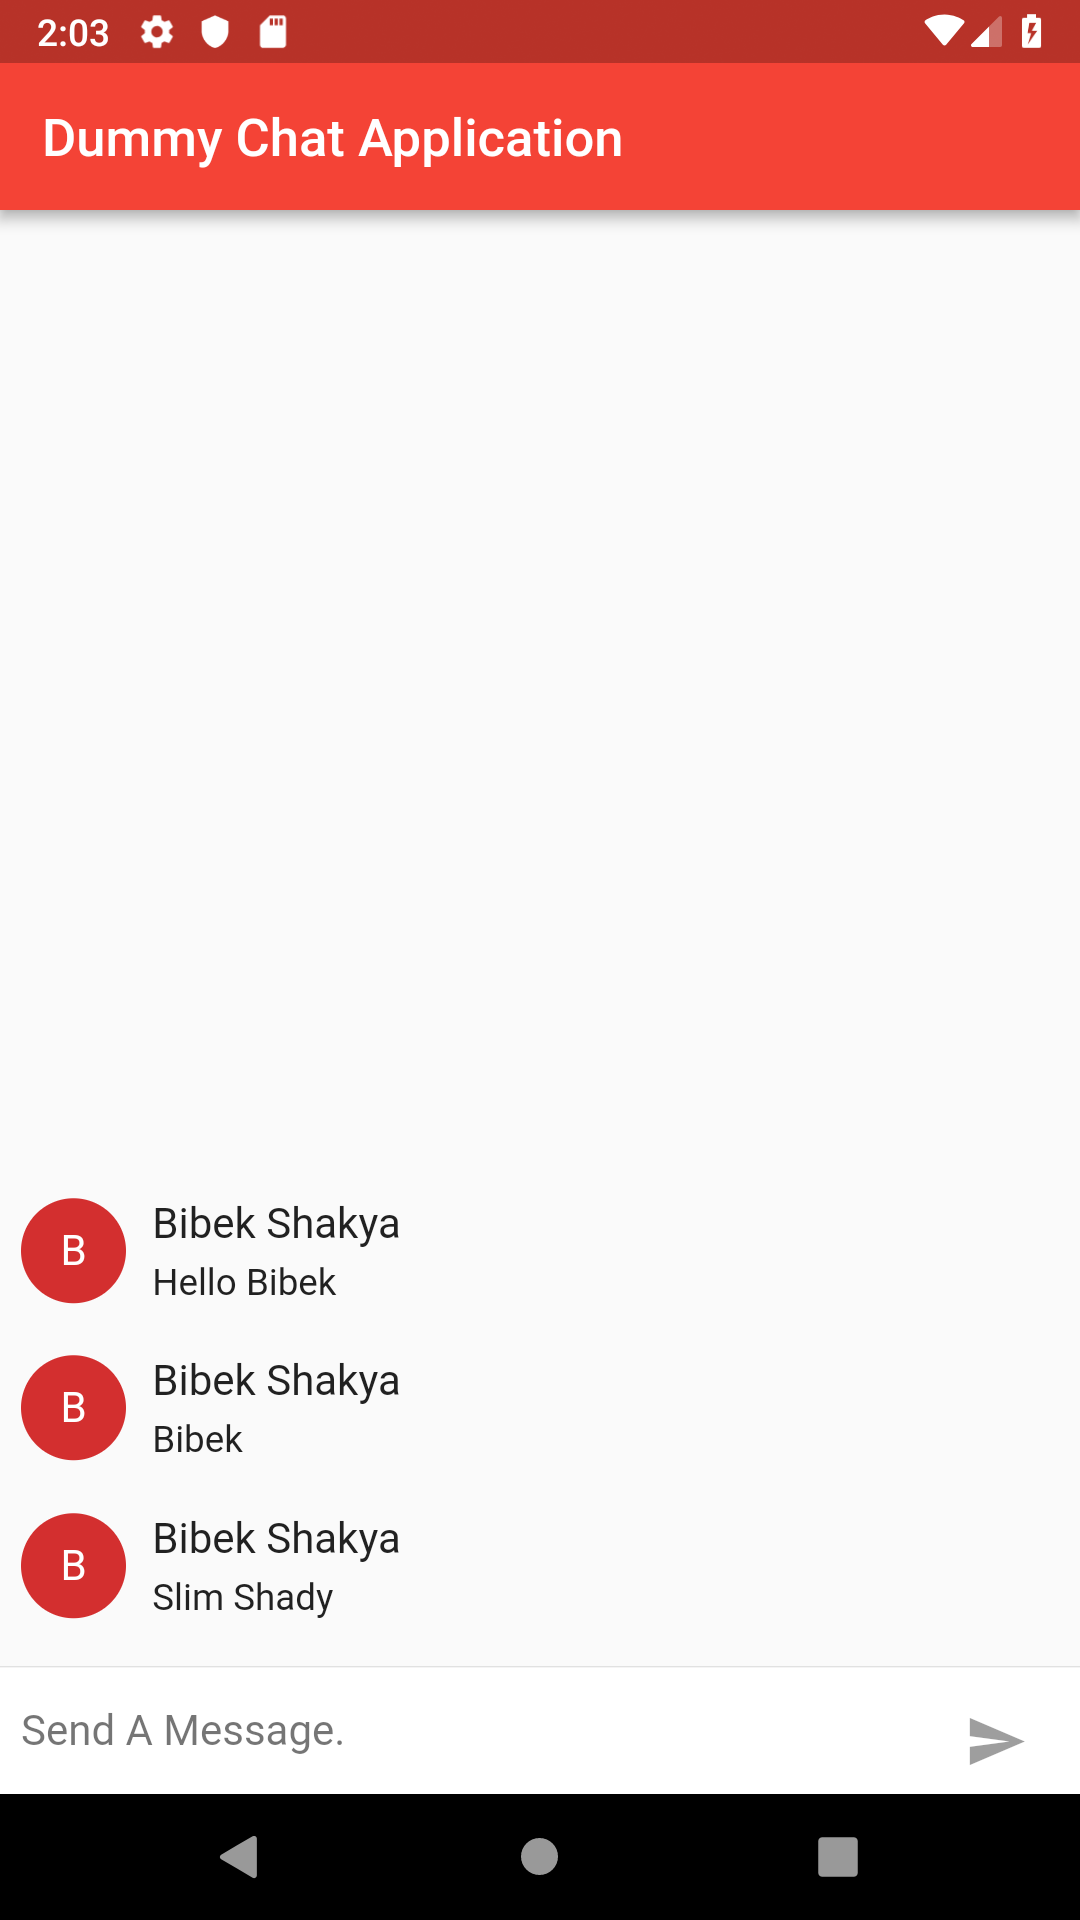 2:03
Dummy Chat Application
B
Bibek Shakya
Hello Bibek
B
Bibek Shakya
Bibek
B
Bibek Shakya
Slim Shady
Send A Message.